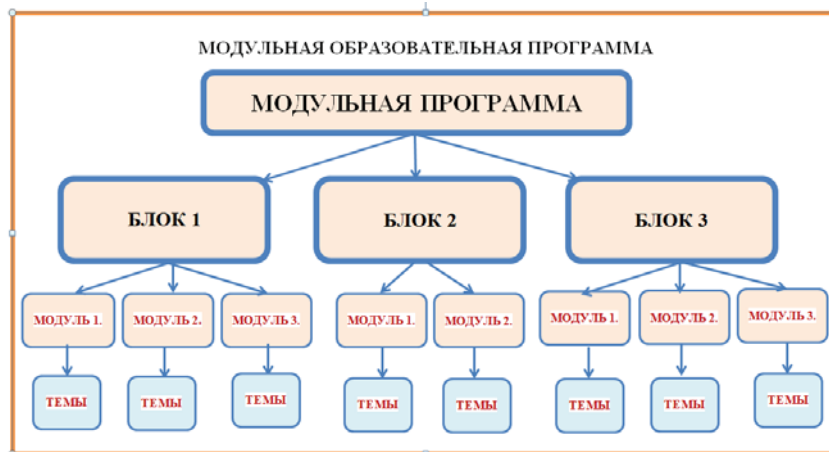 МОДУЛЬНАЯ ОБРАЗОВАТЕЛЬНАЯ ПРОГРАММА
МОДУЛЬНАЯ ПРОГРАММА
БЛОК 1
БЛОК 2
БЛОК 3
МОДУЛЬ 1.
МОДУЛЬ 2.
МОДУЛЬ 3.
МОДУЛЬ 1.
МОДУЛЬ 2.
МОДУЛЬ 1.
МОДУЛЬ 2.
МОДУЛЬ 3.
ТЕМЫ
ТЕМЫ
ТЕМЫ
ТЕМЫ
ТЕМЫ
ТЕМЫ
ТЕМЫ
ТЕМЫ